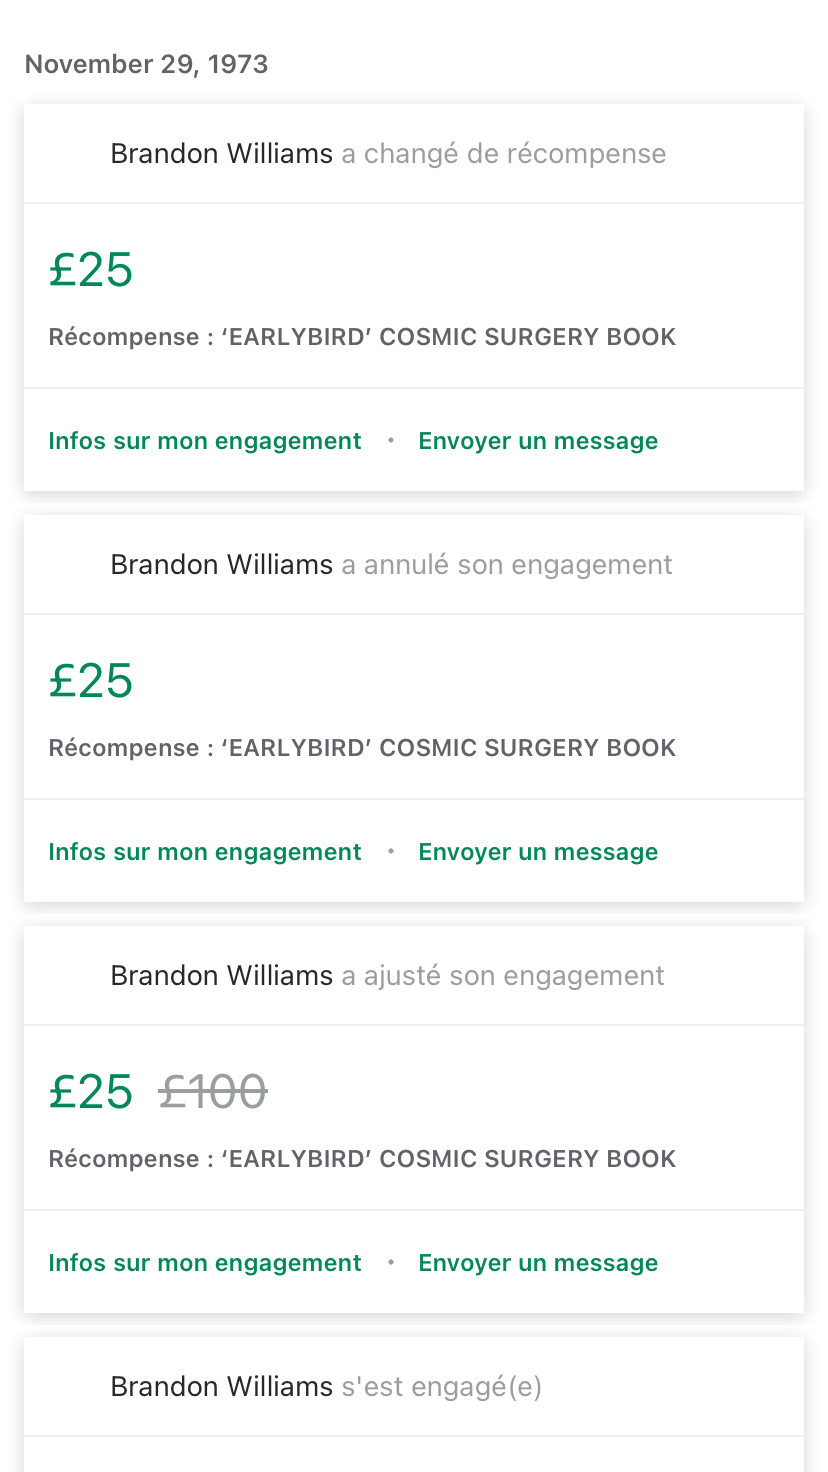 November 29, 1973
Brandon Williams a changé de récompense
£25
Récompense : ‘EARLYBIRD’ COSMIC SURGERY BOOK
Infos sur mon engagement • Envoyer un message
Brandon Williams a annulé son engagement
£25
Récompense : ‘EARLYBIRD’ COSMIC SURGERY BOOK
Infos sur mon engagement • Envoyer un message
Brandon Williams a ajusté son engagement
£25 £100
Récompense : ‘EARLYBIRD’ COSMIC SURGERY BOOK
Infos sur mon engagement • Envoyer un message
Brandon Williams s'est engagé(e)